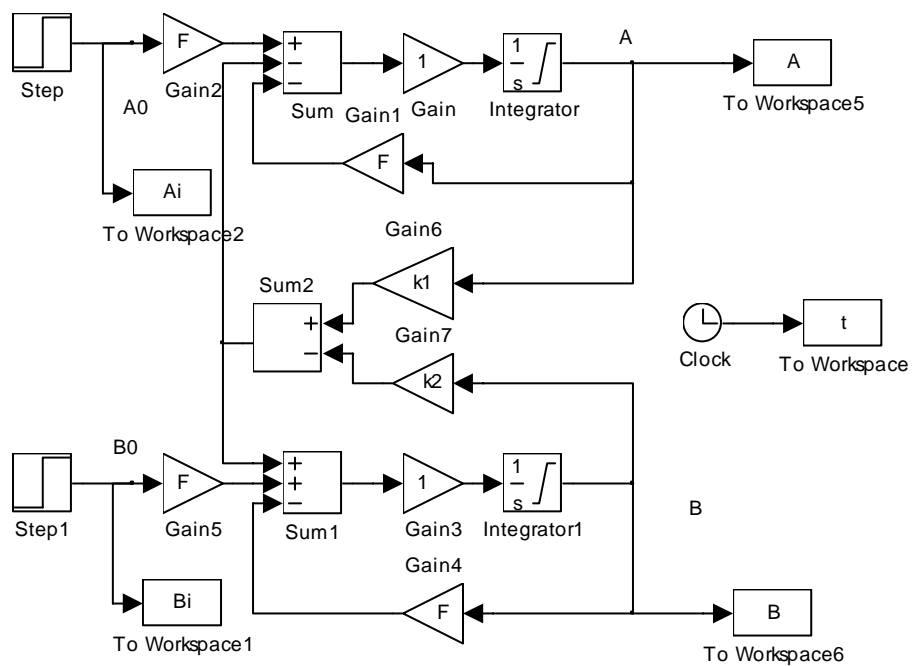 F
+
−
−
1
1
s
A
A
Step
Gain2
Sum
Gain1
Gain
Integrator
To Workspace5
A0
F
Ai
To Workspace2
Gain6
k1
Sum2
+
−
Gain7
t
Clock
To Workspace
k2
B0
F
+
+
−
1
1
s
B
Step1
Gain5
Sum1
Gain3
Integrator1
Gain4
Bi
F
B
To Workspace1
To Workspace6